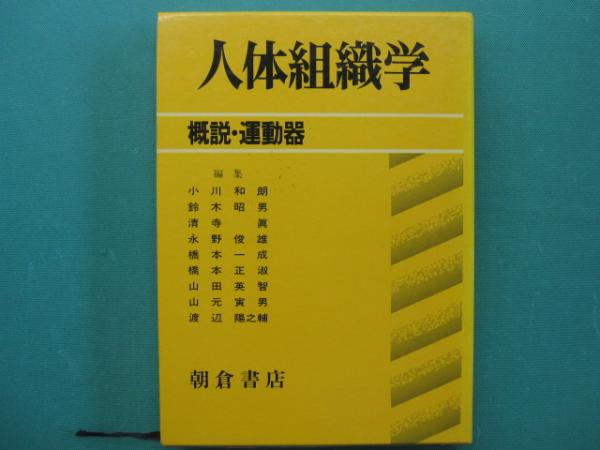 人体組織学
概説・運動器
編集
小川和朗
鈴木昭男
清寺眞
永野俊雄
橋本一成
橋本正淑
山田英智
山元寅男
渡辺陽之輔
朝倉書店